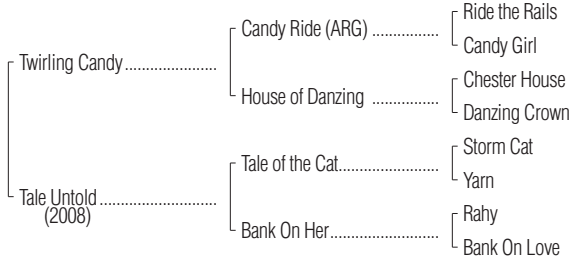 Ride the Rails
Candy Ride (ARG) ................
Candy Girl
Twirling Candy ......................
Chester House
House of Danzing ................
Danzing Crown
Storm Cat
Tale of the Cat........................
Yarn
Tale Untold ............................
(2008)
Rahy
Bank On Her..........................
Bank On Love